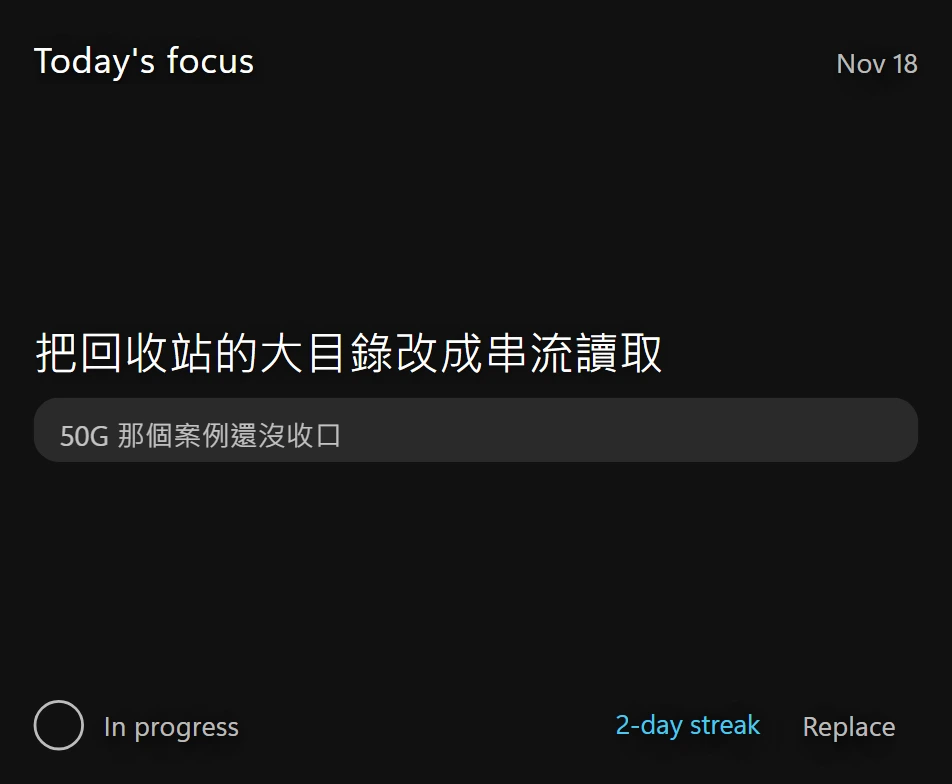 Today's focus
Nov 18
把回收站的大目錄改成串流讀取
50G 那個案例還沒收口
In progress
2-day streak
Replace